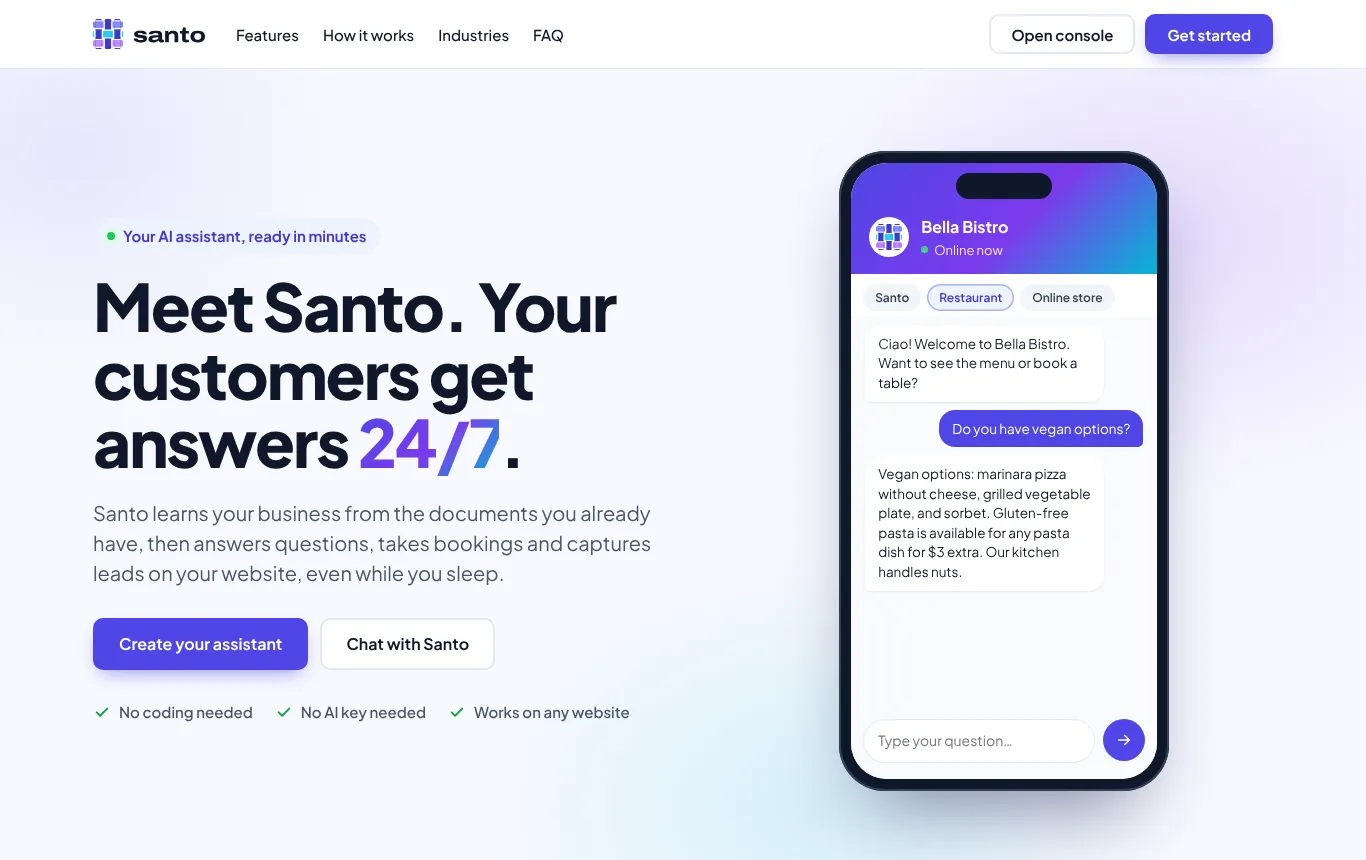 santo
Features
How it works
Industries
FAQ
Open console
Get started
Your AI assistant, ready in minutes
Meet Santo. Your
customers get
answers 24/7.
Santo learns your business from the documents you already
have, then answers questions, takes bookings and captures
leads on your website, even while you sleep.
Create your assistant
Chat with Santo
No coding needed
No AI key needed
Works on any website
Bella Bistro
Online now
Santo
Restaurant
Online store
Ciao! Welcome to Bella Bistro.
Want to see the menu or book a
table?
Do you have vegan options?
Vegan options: marinara pizza
without cheese, grilled vegetable
plate, and sorbet. Gluten-free
pasta is available for any pasta
dish for $3 extra. Our kitchen
handles nuts.
Type your question…